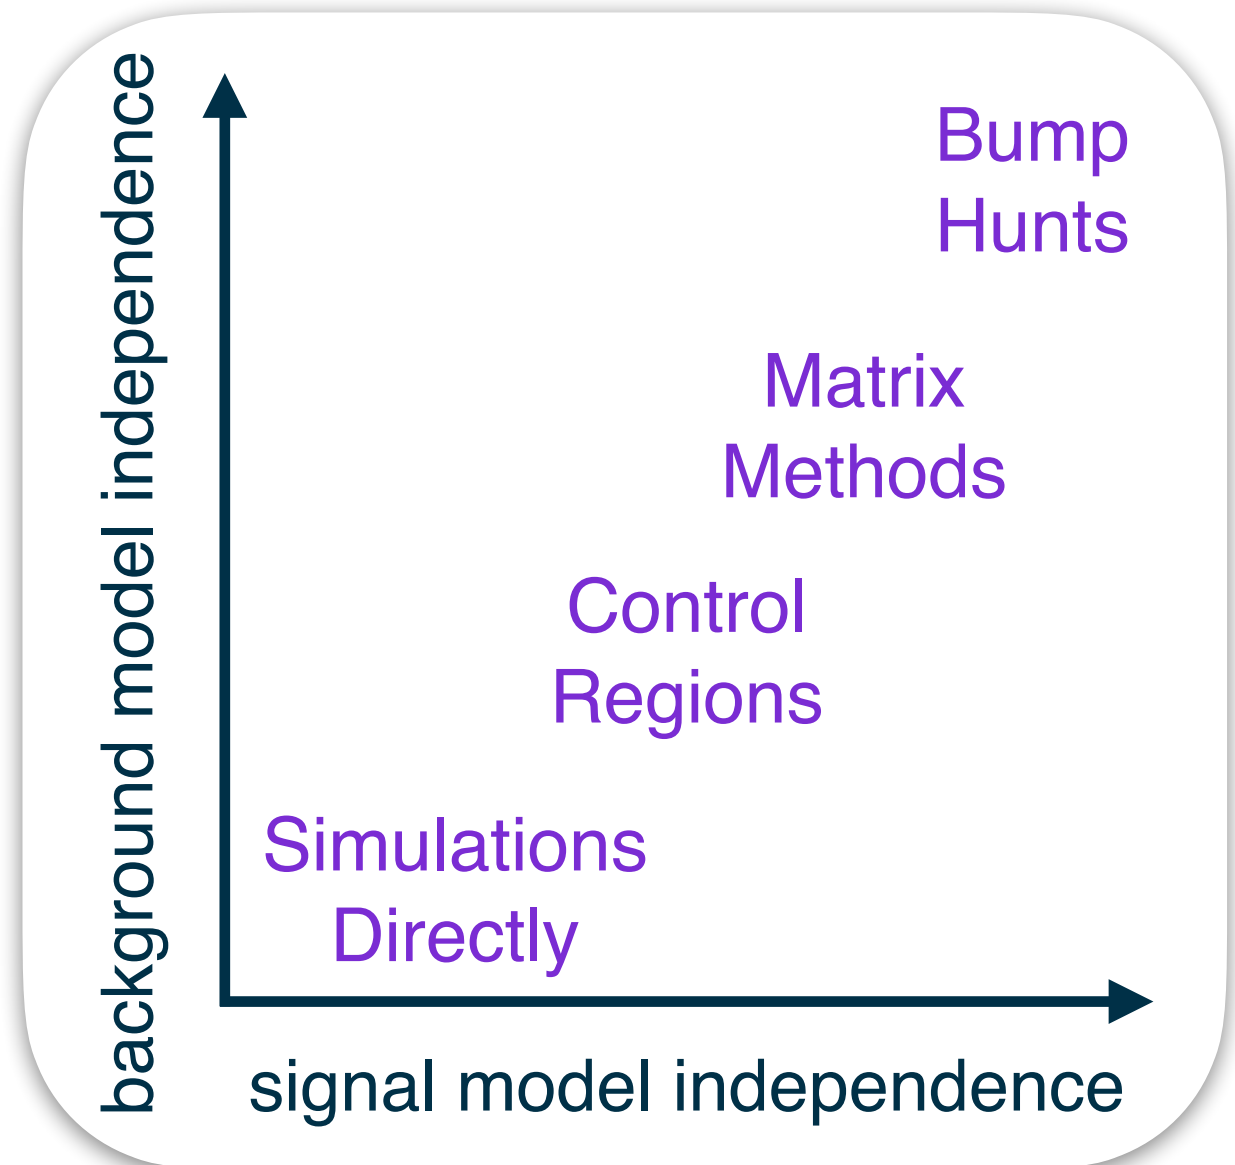 background model independence
Bump
Hunts
Matrix
Methods
Control
Regions
Simulations
Directly
signal model independence